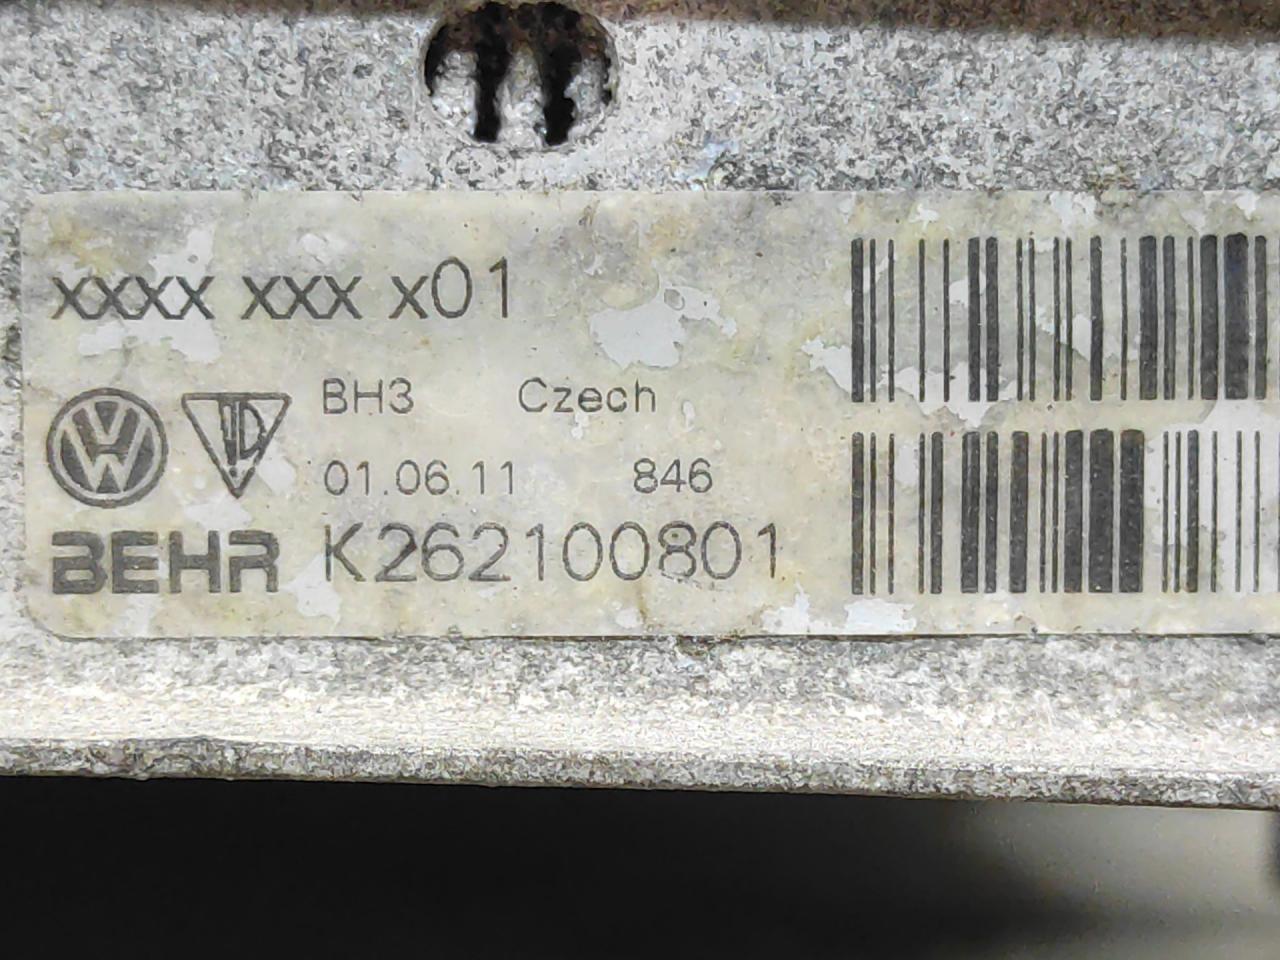 xxxx xxx x01
BH3 Czech
01.06.11 846
BEHR K262100801